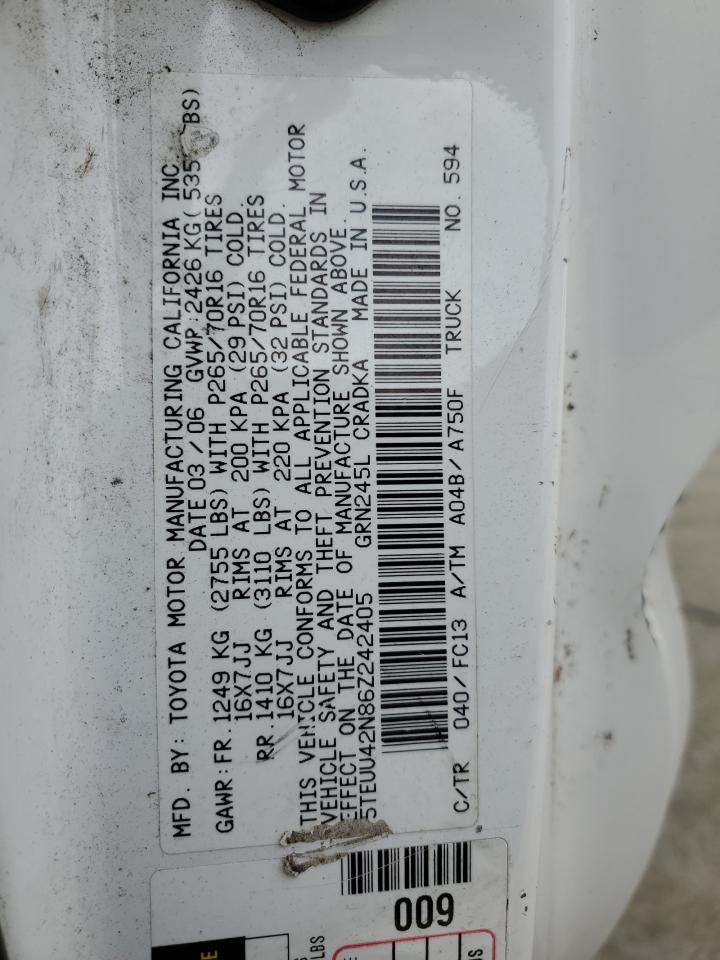 MFD. BY: TOYOTA MOTOR MANUFACTURING CALIFORNIA INC
DATE 03/06 GVWR 2426 KG( 535 BS)
GAWR:FR.1249 KG (2755 LBS) WITH P265/70R16 TIRES
16X7JJ RIMS AT 200 KPA (29 PSI) COLD.
RR.1410 KG (3110 LBS) WITH P265/70R16 TIRES
16X7JJ RIMS AT 220 KPA (32 PSI) COLD.
THIS VEHICLE CONFORMS TO ALL APPLICABLE FEDERAL MOTOR
VEHICLE SAFETY AND THEFT PREVENTION STANDARDS IN
EFFECT ON THE DATE OF MANUFACTURE SHOWN ABOVE.
5TEUU42N86Z242405 GRN245L CRADKA MADE IN U.S.A.
C/TR 040/FC13 A/TM A04B/A750F TRUCK NO. 594
009
LBS